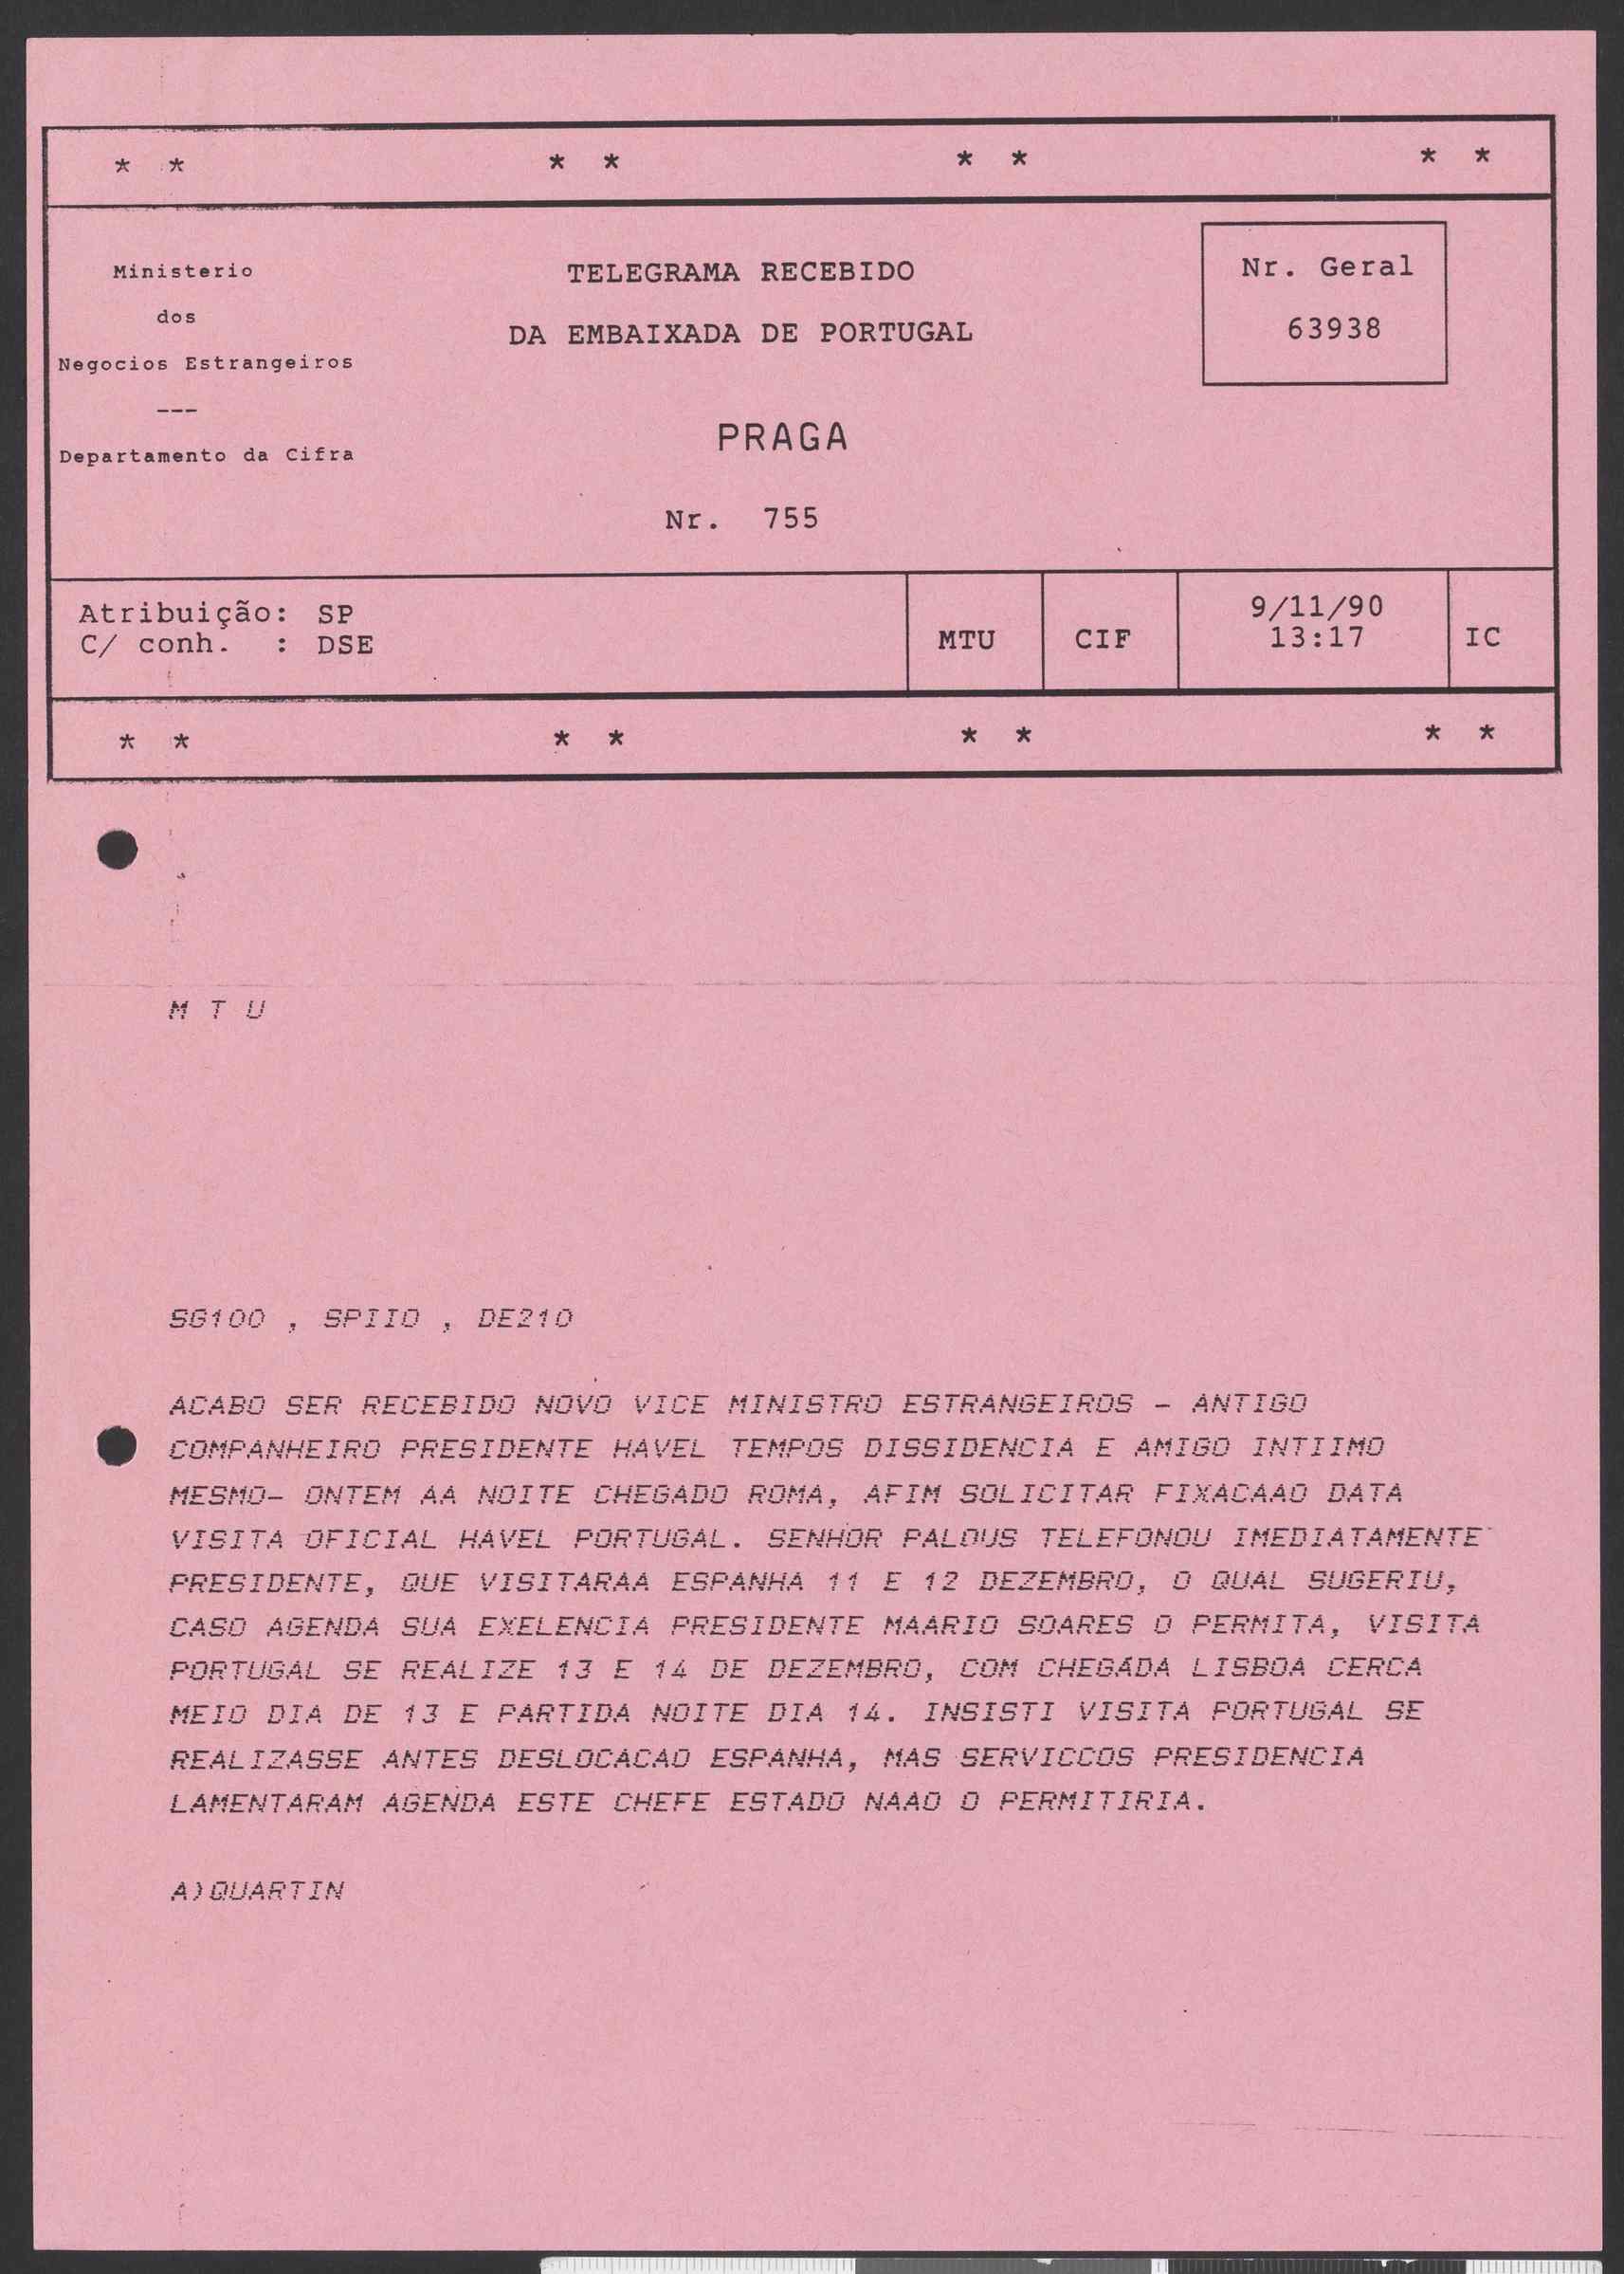 * * * * * * * *
Ministerio
dos
Negocios Estrangeiros
---
Departamento da Cifra
TELEGRAMA RECEBIDO
DA EMBAIXADA DE PORTUGAL
PRAGA
Nr. 755
Nr. Geral
63938
Atribuição: SP
C/ conh. : DSE
MTU
CIF
9/11/90
13:17
IC
* * * * * * * *
M T U
SG100 , SPIIO , DE210
ACABO SER RECEBIDO NOVO VICE MINISTRO ESTRANGEIROS - ANTIGO
COMPANHEIRO PRESIDENTE HAVEL TEMPOS DISSIDENCIA E AMIGO INTIIMO
MESMO- ONTEM AA NOITE CHEGADO ROMA, AFIM SOLICITAR FIXACAAO DATA
VISITA OFICIAL HAVEL PORTUGAL. SENHOR PALOUS TELEFONOU IMEDIATAMENTE
PRESIDENTE, QUE VISITARAA ESPANHA 11 E 12 DEZEMBRO, O QUAL SUGERIU,
CASO AGENDA SUA EXELENCIA PRESIDENTE MAARIO SOARES O PERMITA, VISITA
PORTUGAL SE REALIZE 13 E 14 DE DEZEMBRO, COM CHEGADA LISBOA CERCA
MEIO DIA DE 13 E PARTIDA NOITE DIA 14. INSISTI VISITA PORTUGAL SE
REALIZASSE ANTES DESLOCACAO ESPANHA, MAS SERVICCOS PRESIDENCIA
LAMENTARAM AGENDA ESTE CHEFE ESTADO NAAO O PERMITIRIA.
A)QUARTIN